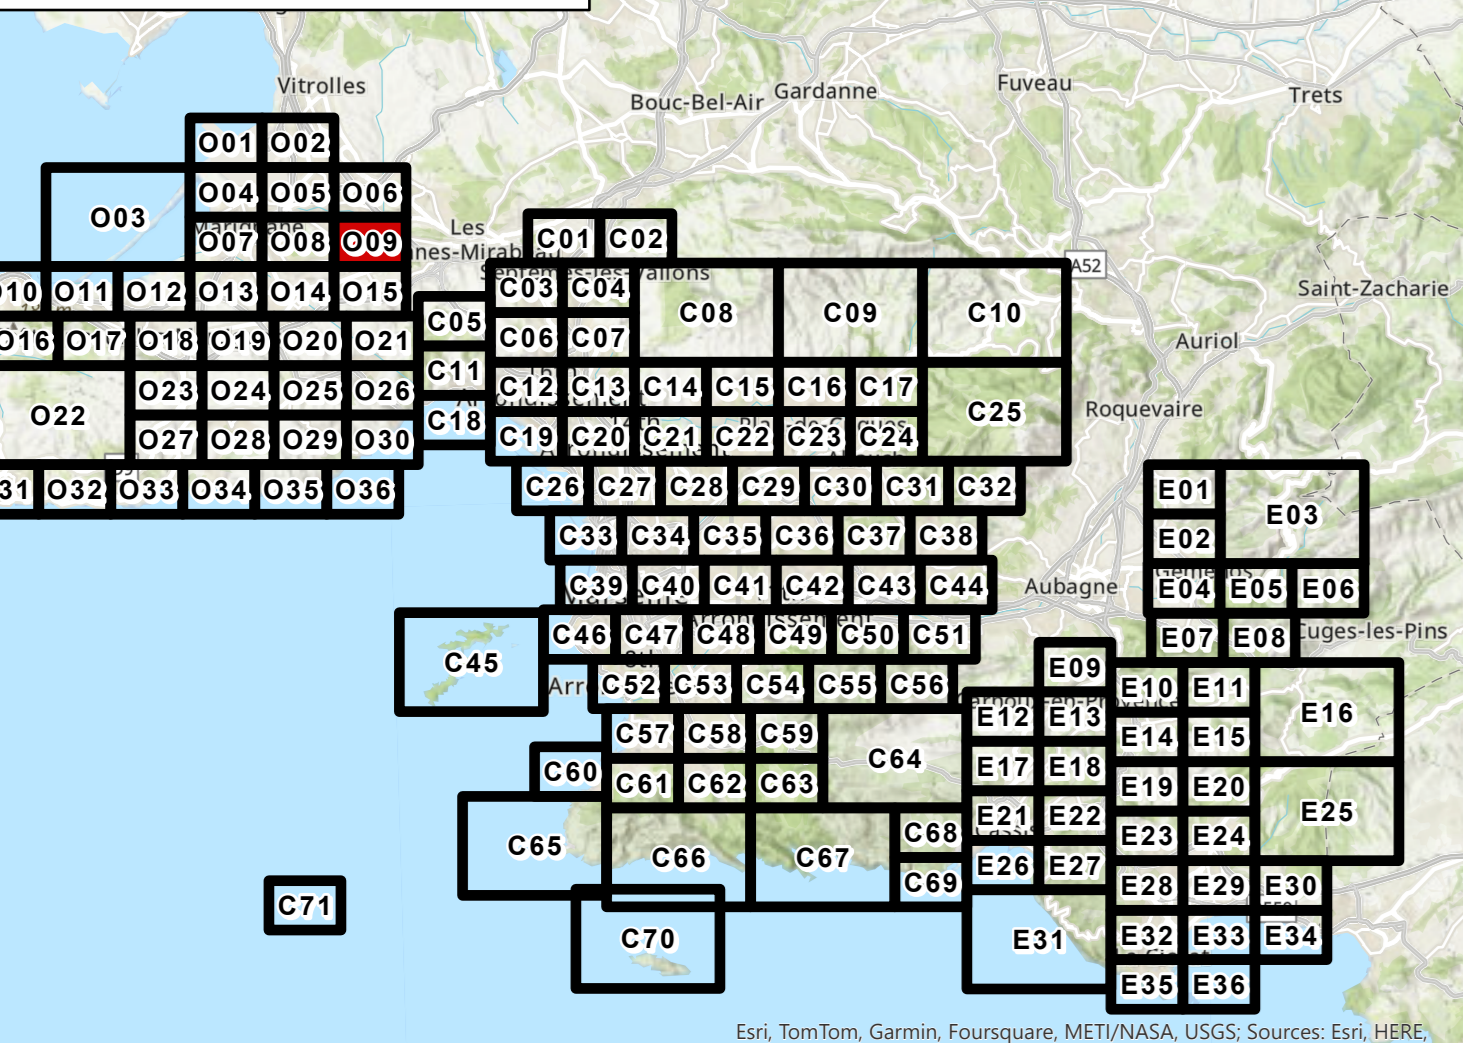 Vitrolles
Bouc-Bel-Air
Gardanne
Fuveau
Trets
O01 O02
O04 O05 O06
O03
Les
O07 O08 O09
C01 C02
Septèmes-les-Vallons
A52
O11 O12 O13 O14 O15
C03 C04
Saint-Zacharie
C05
C08 C09 C10
O17 O18 O19 O20 O21
C06 C07
Auriol
C11
O23 O24 O25 O26
C12 C13 C14 C15 C16 C17
O22
C18
C25
Roquevaire
O27 O28 O29 O30
C19 C20 C21 C22 C23 C24
O32 O33 O34 O35 O36
C26 C27 C28 C29 C30 C31 C32
E01
E03
C33 C34 C35 C36 C37 C38
E02
C39 C40 C41 C42 C43 C44
Aubagne
E04 E05 E06
C46 C47 C48 C49 C50 C51
E07 E08
Cuges-les-Pins
C45
E09
C52 C53 C54 C55 C56
E10 E11
E12 E13
E16
C57 C58 C59
E14 E15
C64
C60
E17 E18
C61 C62 C63
E19 E20
E21 E22
E25
C68
E23 E24
C65 C66 C67
E26 E27
C69
E28 E29 E30
C71
C70
E31
E32 E33 E34
E35 E36
Esri, TomTom, Garmin, Foursquare, METI/NASA, USGS; Sources: Esri, HERE,